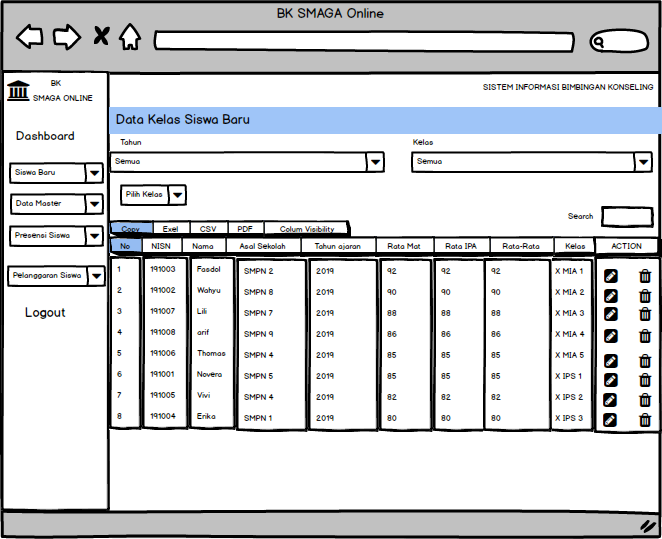 BK SMAGA Online
BK
SMAGA ONLINE
SISTEM INFORMASI BIMBINGAN KONSELING
Dashboard
Siswa Baru
Data Master
Presensi Siswa
Pelanggaran Siswa
Logout
Data Kelas Siswa Baru
Tahun Kelas
Semua Semua
Pilih Kelas
Search
Copy Exel CSV PDF Colum Visibility
No NISN Nama Asal Sekolah Tahun ajaran Rata Mat Rata IPA Rata-Rata Kelas ACTION
1 191003 Fasdol SMPN 2 2019 92 92 92 X MIA 1
2 191002 Wahyu SMPN 8 2019 90 90 90 X MIA 2
3 191007 Lili SMPN 7 2019 88 88 88 X MIA 3
4 191008 arif SMPN 9 2019 86 86 86 X MIA 4
5 191006 Thomas SMPN 4 2019 85 85 85 X MIA 5
6 191001 Novera SMPN 5 2019 85 85 85 X IPS 1
7 191005 Vivi SMPN 4 2019 82 82 82 X IPS 2
8 191004 Erika SMPN 1 2019 80 80 80 X IPS 3